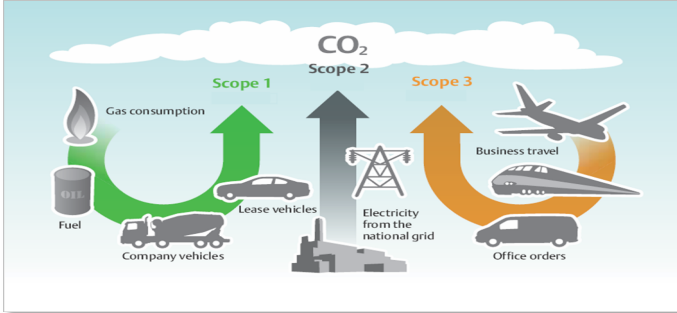 CO₂
Scope 2
Scope 1
Scope 3
Gas consumption
Business travel
OIL
Lease vehicles
Fuel
Electricity
from the
national grid
Company vehicles
Office orders